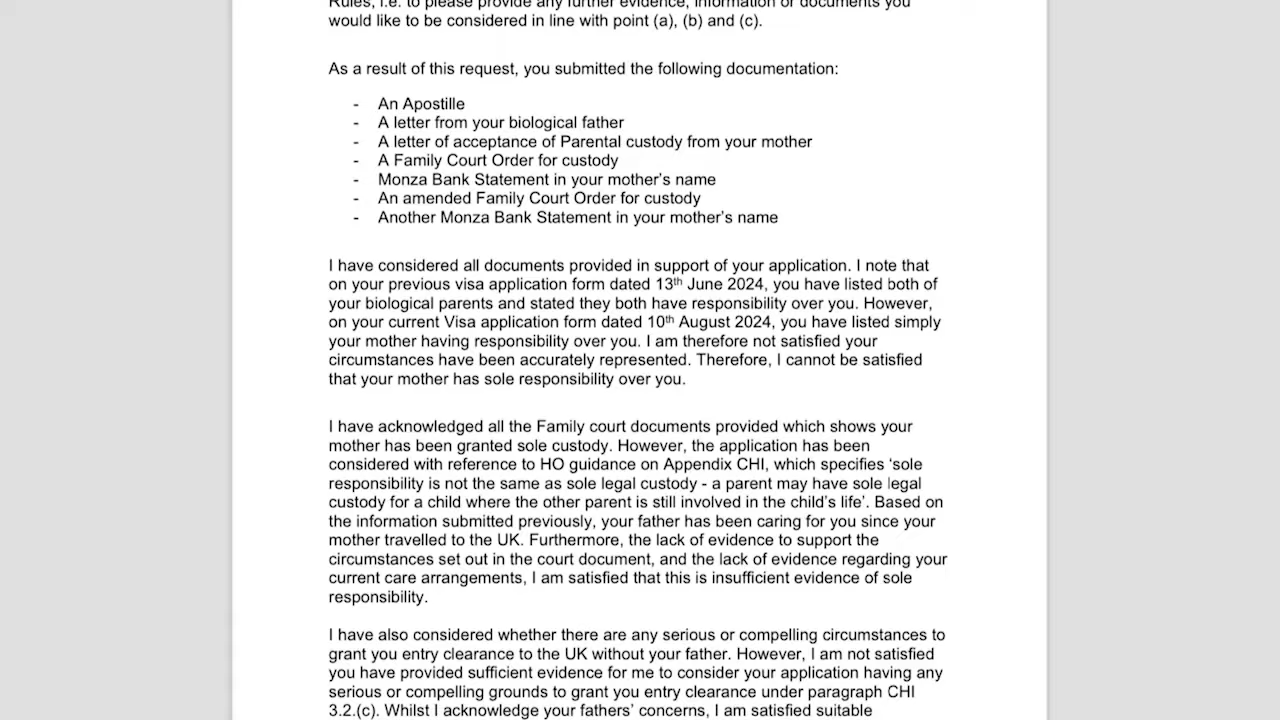 Rules, i.e. to please provide any further evidence, information or documents you
would like to be considered in line with point (a), (b) and (c).
As a result of this request, you submitted the following documentation:
- An Apostille
- A letter from your biological father
- A letter of acceptance of Parental custody from your mother
- A Family Court Order for custody
- Monza Bank Statement in your mother's name
- An amended Family Court Order for custody
- Another Monza Bank Statement in your mother's name
I have considered all documents provided in support of your application. I note that
on your previous visa application form dated 13th June 2024, you have listed both of
your biological parents and stated they both have responsibility over you. However,
on your current Visa application form dated 10th August 2024, you have listed simply
your mother having responsibility over you. I am therefore not satisfied your
circumstances have been accurately represented. Therefore, I cannot be satisfied
that your mother has sole responsibility over you.
I have acknowledged all the Family court documents provided which shows your
mother has been granted sole custody. However, the application has been
considered with reference to HO guidance on Appendix CHI, which specifies ‘sole
responsibility is not the same as sole legal custody - a parent may have sole legal
custody for a child where the other parent is still involved in the child’s life’. Based on
the information submitted previously, your father has been caring for you since your
mother travelled to the UK. Furthermore, the lack of evidence to support the
circumstances set out in the court document, and the lack of evidence regarding your
current care arrangements, I am satisfied that this is insufficient evidence of sole
responsibility.
I have also considered whether there are any serious or compelling circumstances to
grant you entry clearance to the UK without your father. However, I am not satisfied
you have provided sufficient evidence for me to consider your application having any
serious or compelling grounds to grant you entry clearance under paragraph CHI
3.2.(c). Whilst I acknowledge your fathers’ concerns, I am satisfied suitable